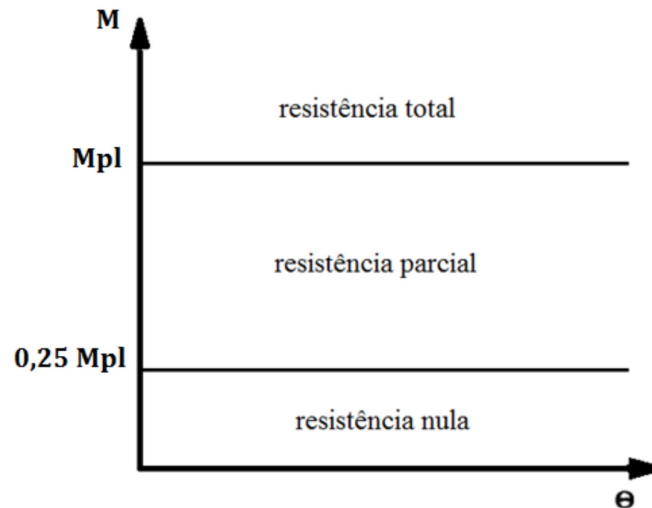 M
resistência total
Mpl
resistência parcial
0,25 Mpl
resistência nula
Θ